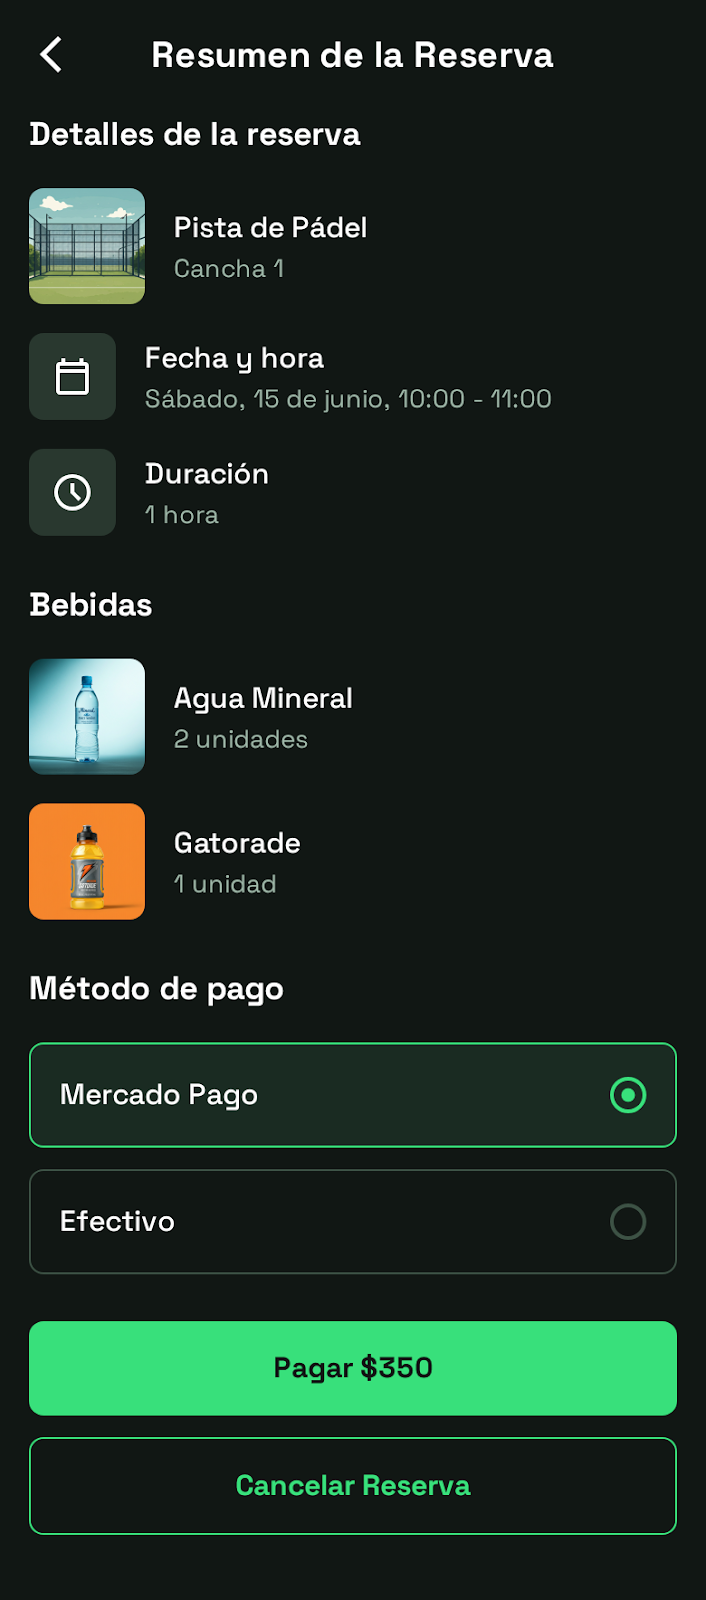 Resumen de la Reserva
Detalles de la reserva
Pista de Pádel
Cancha 1
Fecha y hora
Sábado, 15 de junio, 10:00 - 11:00
Duración
1 hora
Bebidas
Agua Mineral
2 unidades
Gatorade
1 unidad
Método de pago
Mercado Pago
Efectivo
Pagar $350
Cancelar Reserva